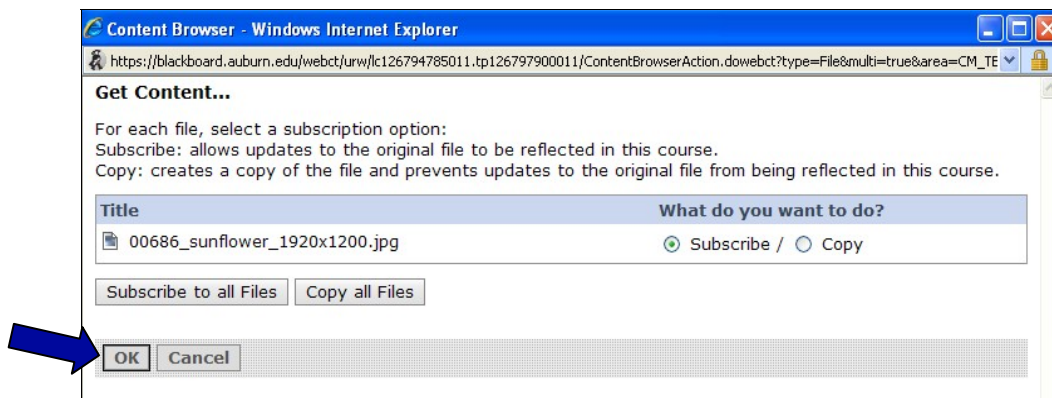 Content Browser - Windows Internet Explorer
https://blackboard.auburn.edu/webct/urw/lc126794785011.tp126797900011/ContentBrowserAction.dowebct?type=File&multi=true&area=CM_TE
Get Content...
For each file, select a subscription option:
Subscribe: allows updates to the original file to be reflected in this course.
Copy: creates a copy of the file and prevents updates to the original file from being reflected in this course.
Title What do you want to do?
00686_sunflower_1920x1200.jpg Subscribe / Copy
Subscribe to all Files Copy all Files
OK Cancel